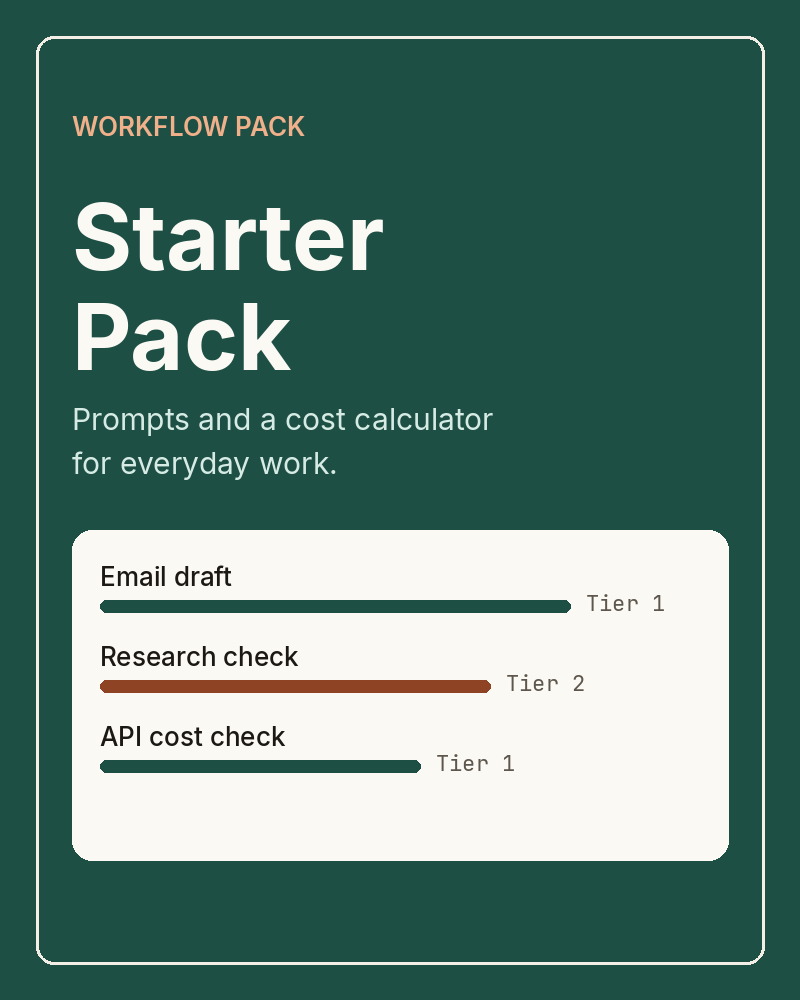 WORKFLOW PACK
Starter
Pack
Prompts and a cost calculator
for everyday work.
Email draft
Tier 1
Research check
Tier 2
API cost check
Tier 1